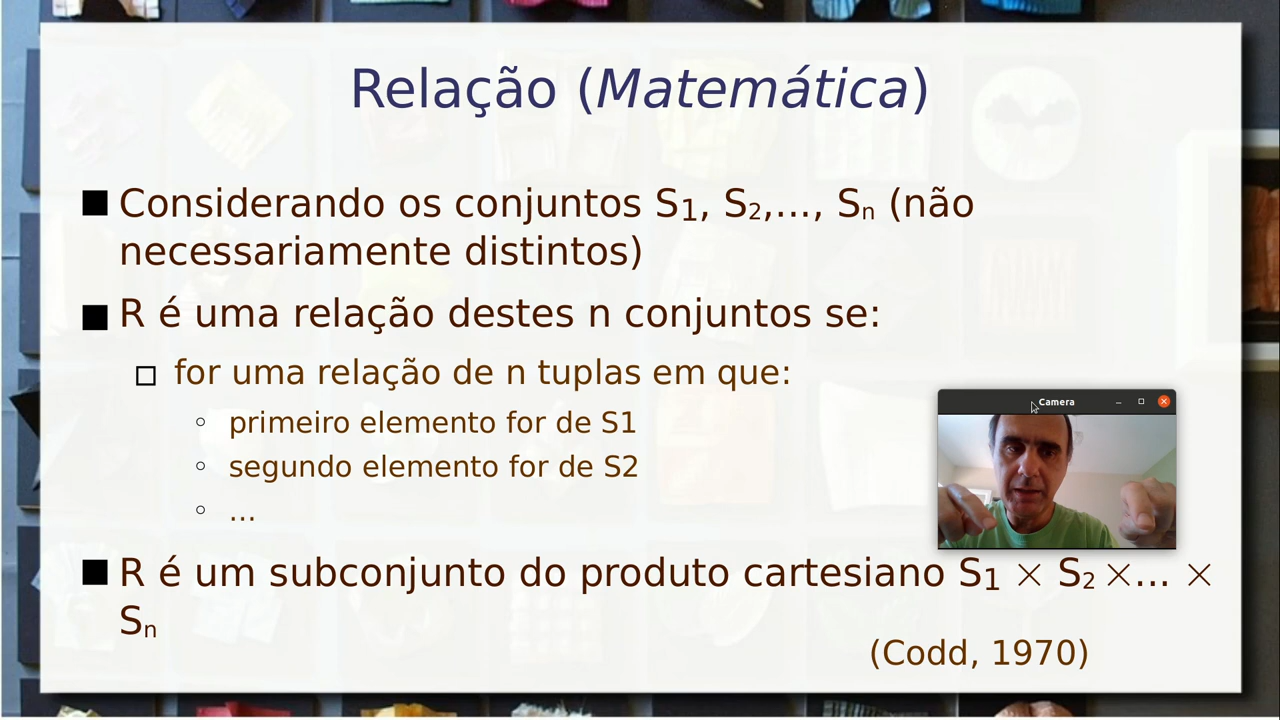 Relação (Matemática)
Considerando os conjuntos S1, S2,..., Sn (não
necessariamente distintos)
R é uma relação destes n conjuntos se:
for uma relação de n tuplas em que:
primeiro elemento for de S1
segundo elemento for de S2
...
Camera
R é um subconjunto do produto cartesiano S1 × S2 ×... ×
Sn
(Codd, 1970)